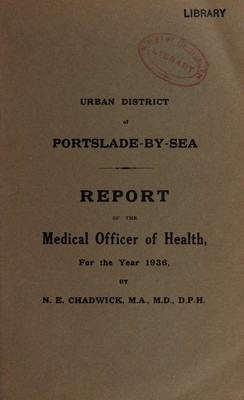 LIBRARY
LIBRARY
URBAN DISTRICT
of
PORTSLADE-BY-SEA
REPORT
OF THE
Medical Officer of Health,
For the Year 1936,
BY
N. E. CHADWICK, M.A., M.D., D.P.H.